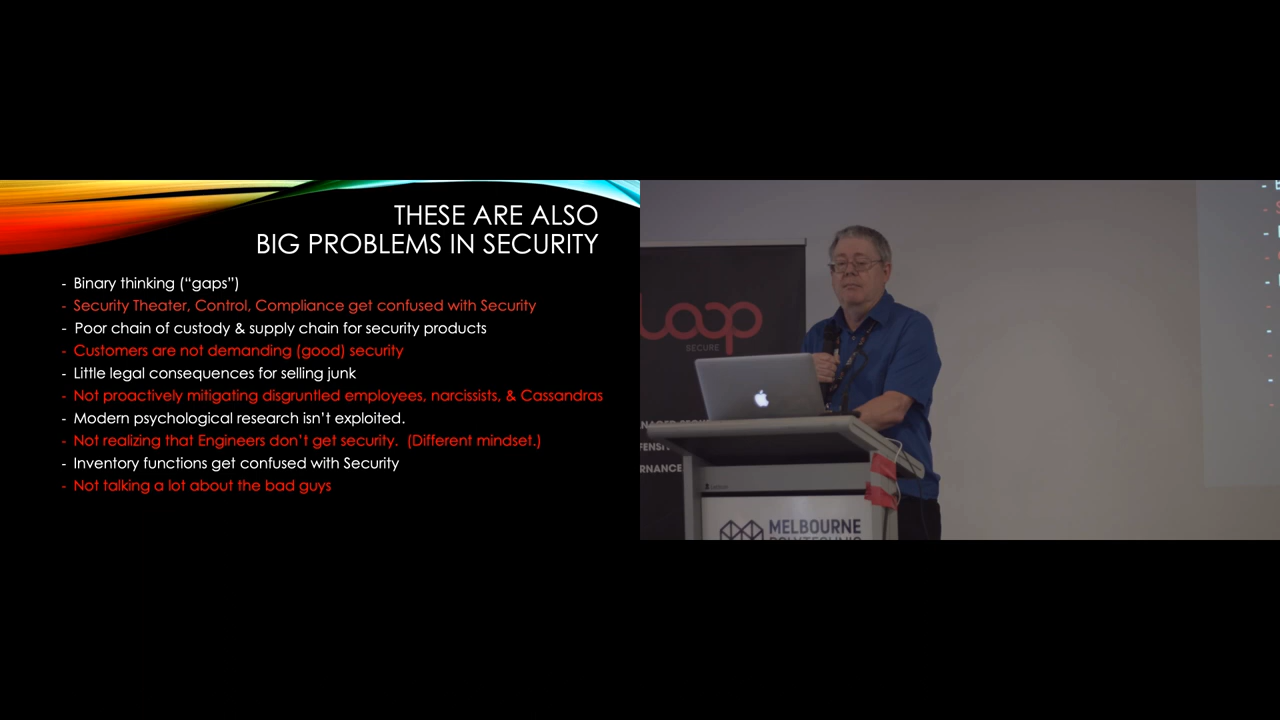 THESE ARE ALSO
BIG PROBLEMS IN SECURITY
- Binary thinking (“gaps”)
- Security Theater, Control, Compliance get confused with Security
- Poor chain of custody & supply chain for security products
- Customers are not demanding (good) security
- Little legal consequences for selling junk
- Not proactively mitigating disgruntled employees, narcissists, & Cassandras
- Modern psychological research isn’t exploited.
- Not realizing that Engineers don’t get security. (Different mindset.)
- Inventory functions get confused with Security
- Not talking a lot about the bad guys
loop
SECURE
MELBOURNE
POLYTECHNIC